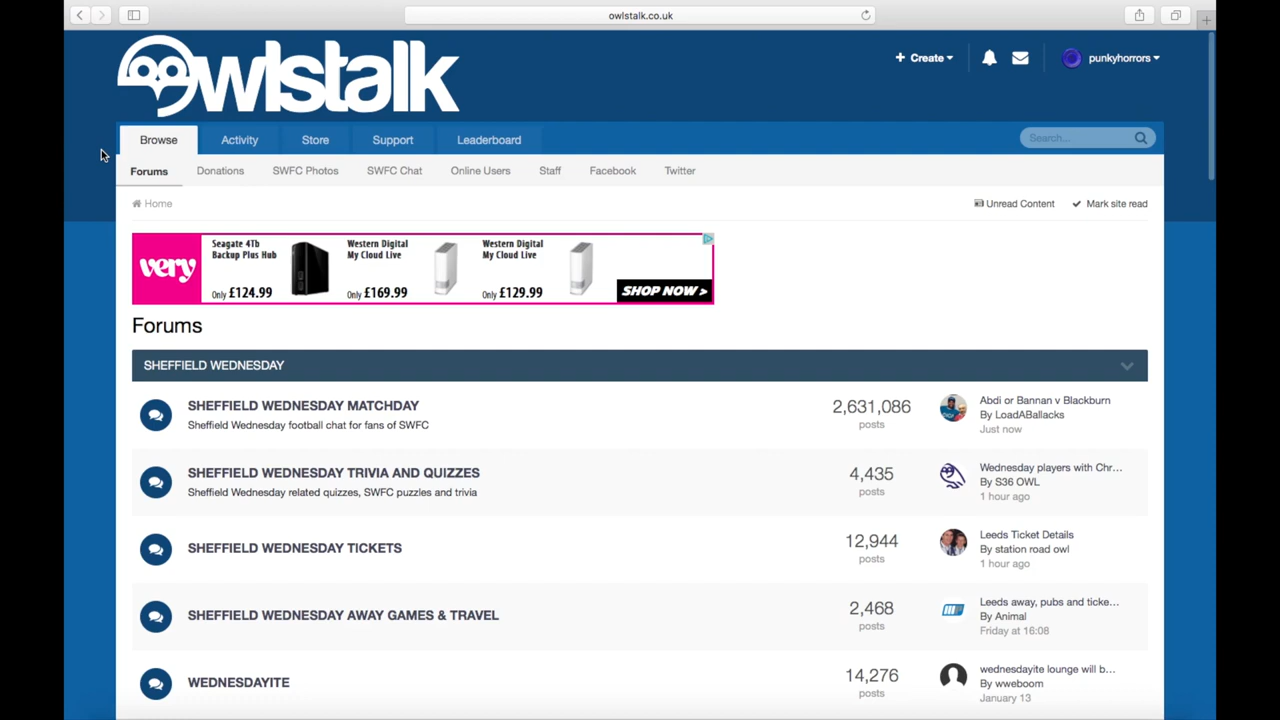 owlstalk.co.uk
owlstalk
Create
punkyhorrors
Browse
Activity
Store
Support
Leaderboard
Search...
Forums
Donations
SWFC Photos
SWFC Chat
Online Users
Staff
Facebook
Twitter
Home
Unread Content
Mark site read
very
Seagate 4Tb
Backup Plus Hub
Only £124.99
Western Digital
My Cloud Live
Only £169.99
Western Digital
My Cloud Live
Only £129.99
SHOP NOW >
Forums
SHEFFIELD WEDNESDAY
SHEFFIELD WEDNESDAY MATCHDAY
Sheffield Wednesday football chat for fans of SWFC
2,631,086
posts
Abdi or Bannan v Blackburn
By LoadABallacks
Just now
SHEFFIELD WEDNESDAY TRIVIA AND QUIZZES
Sheffield Wednesday related quizzes, SWFC puzzles and trivia
4,435
posts
Wednesday players with Chr...
By S36 OWL
1 hour ago
SHEFFIELD WEDNESDAY TICKETS
12,944
posts
Leeds Ticket Details
By station road owl
1 hour ago
SHEFFIELD WEDNESDAY AWAY GAMES & TRAVEL
2,468
posts
Leeds away, pubs and ticke...
By Animal
Friday at 16:08
WEDNESDAYITE
14,276
posts
wednesdayite lounge will b...
By wweboom
January 13